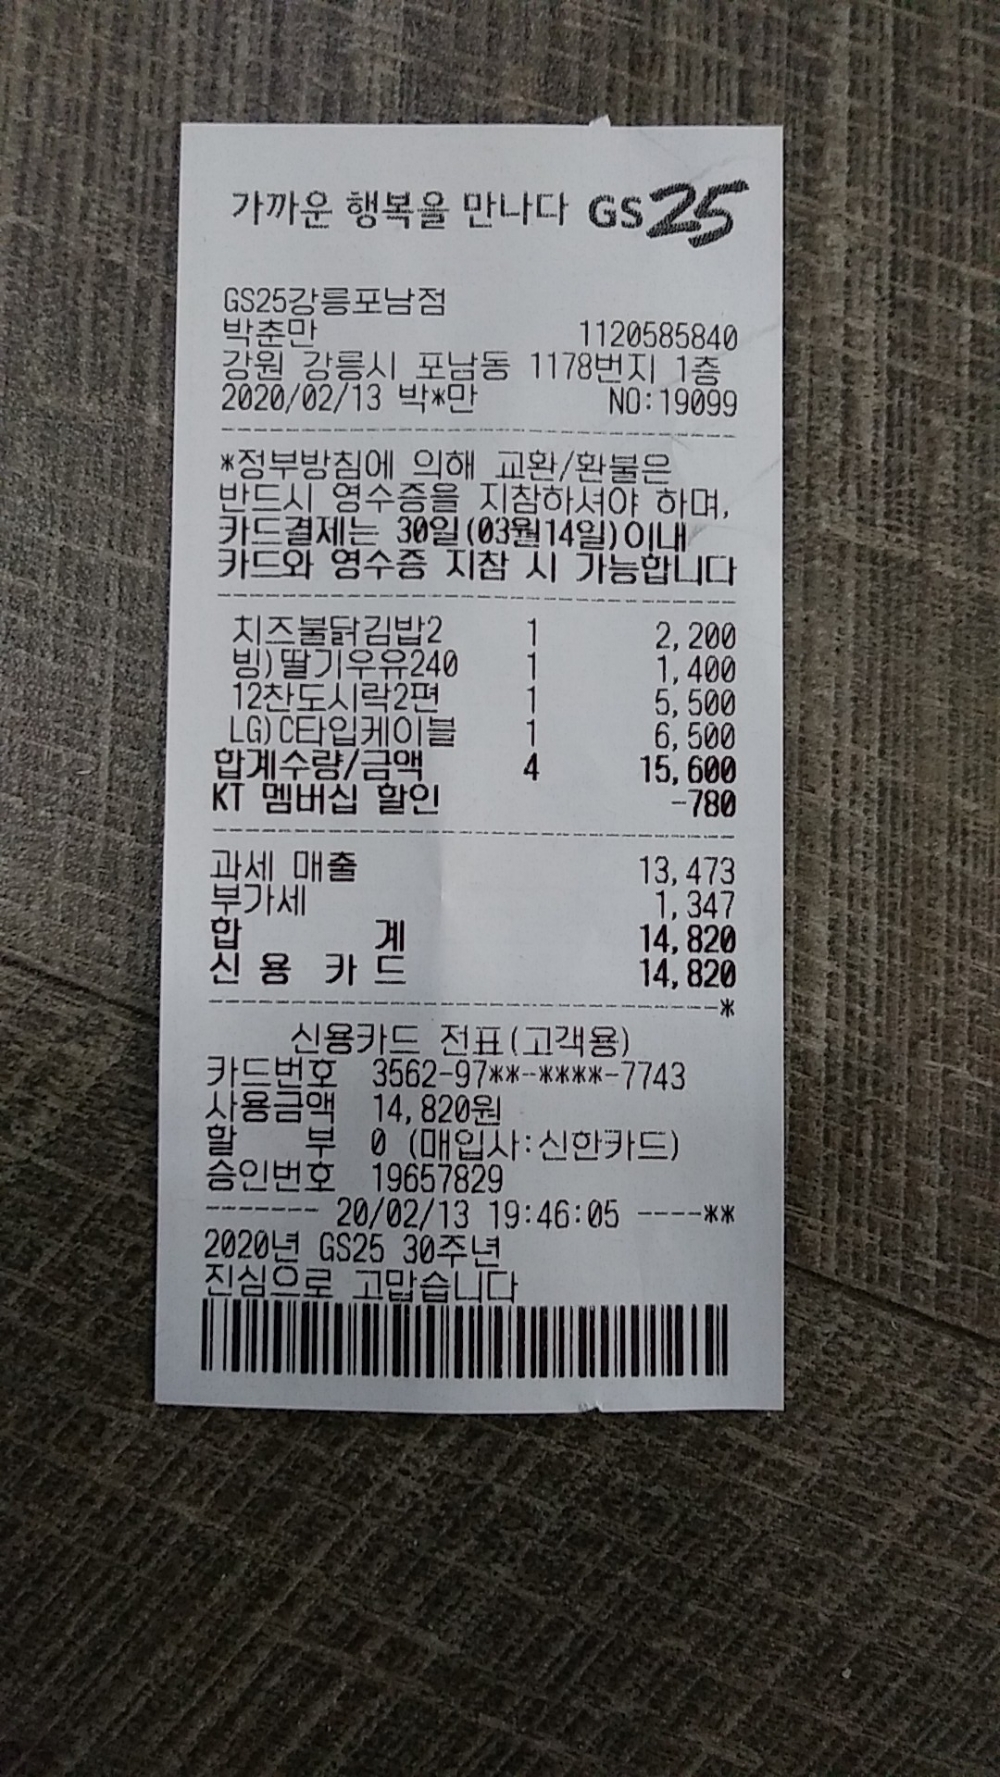 가까운 행복을 만나다 GS25
GS25강릉포남점
박춘만 1120585840
강원 강릉시 포남동 1178번지 1층
2020/02/13 박*만 NO:19099
*정부방침에 의해 교환/환불은
반드시 영수증을 지참하셔야 하며,
카드결제는 30일(03월14일)이내
카드와 영수증 지참 시 가능합니다
치즈불닭김밥2 1 2,200
빙)딸기우유240 1 1,400
12찬도시락2편 1 5,500
LG)C타입케이블 1 6,500
합계수량/금액 4 15,600
KT 멤버십 할인 -780
과세 매출 13,473
부가세 1,347
합 계 14,820
신 용 카 드 14,820
-----------------------------------*
신용카드 전표(고객용)
카드번호 3562-97**-****-7743
사용금액 14,820원
할 부 0 (매입사:신한카드)
승인번호 19657829
------- 20/02/13 19:46:05 ----**
2020년 GS25 30주년
진심으로 고맙습니다